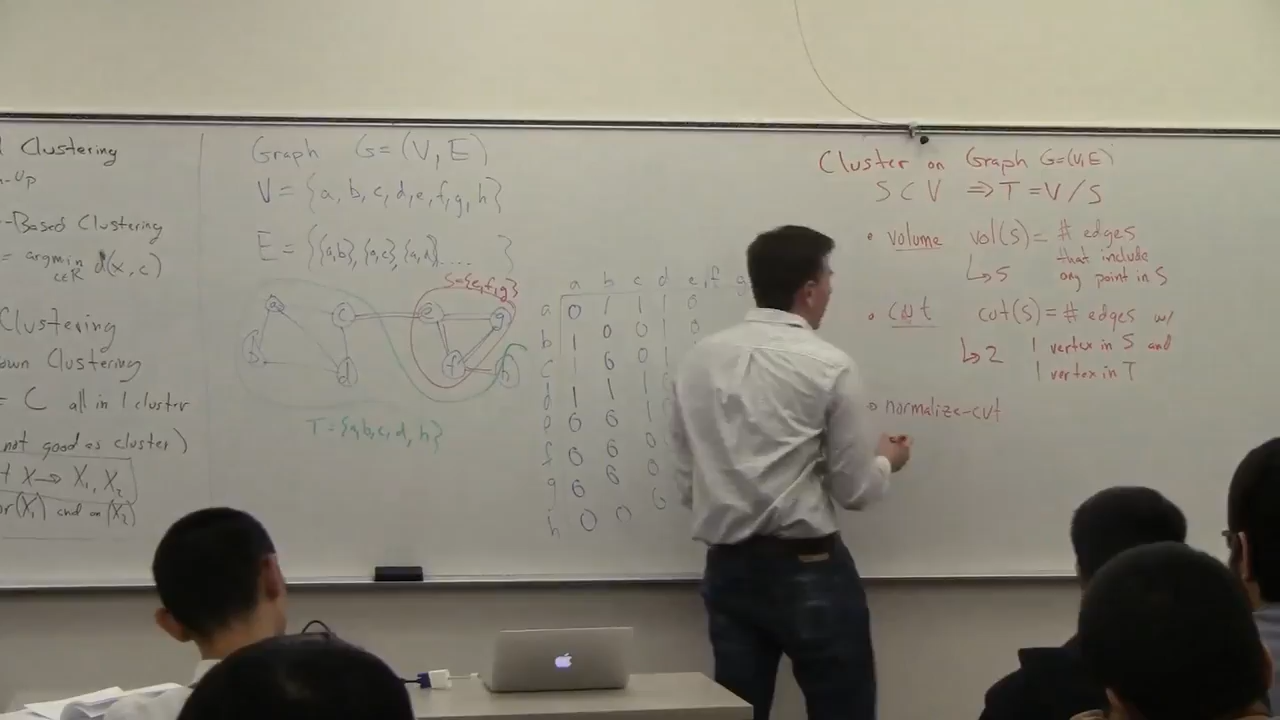 Clustering
-Based Clustering
= argmin d(x, c)
c∈R
Clustering
own Clustering
= C all in 1 cluster
not good as cluster)
X → X₁, X₂
or (X₁) and on (X₂)
Graph G=(V, E)
V = {a, b, c, d, e, f, g, h}
E = {{a,b}, {a,c}, {a,d}.... }
S={e,f,g}
a c e g
b d f h
T={a,b,c,d,h}
a b c d e f g
a 0 1 1 1 0
b 1 0 0 1 0
c 1 0 0 1
d 1 1 1 0
e 0 0 1 0
f 0 0 0
g 0 0 0
h 0 0 0
Cluster on Graph G=(V,E)
S ⊂ V ⇒ T = V / S
• volume vol(S) = # edges
that include
any point in S
↳ 5
• cut cut(S) = # edges w/
1 vertex in S and
1 vertex in T
↳ 2
• normalize-cut